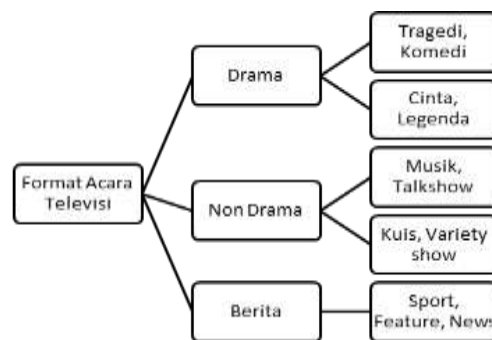 Format Acara
Televisi
Drama
Tragedi,
Komedi
Cinta,
Legenda
Non Drama
Musik,
Talkshow
Kuis, Variety
show
Berita
Sport,
Feature, News